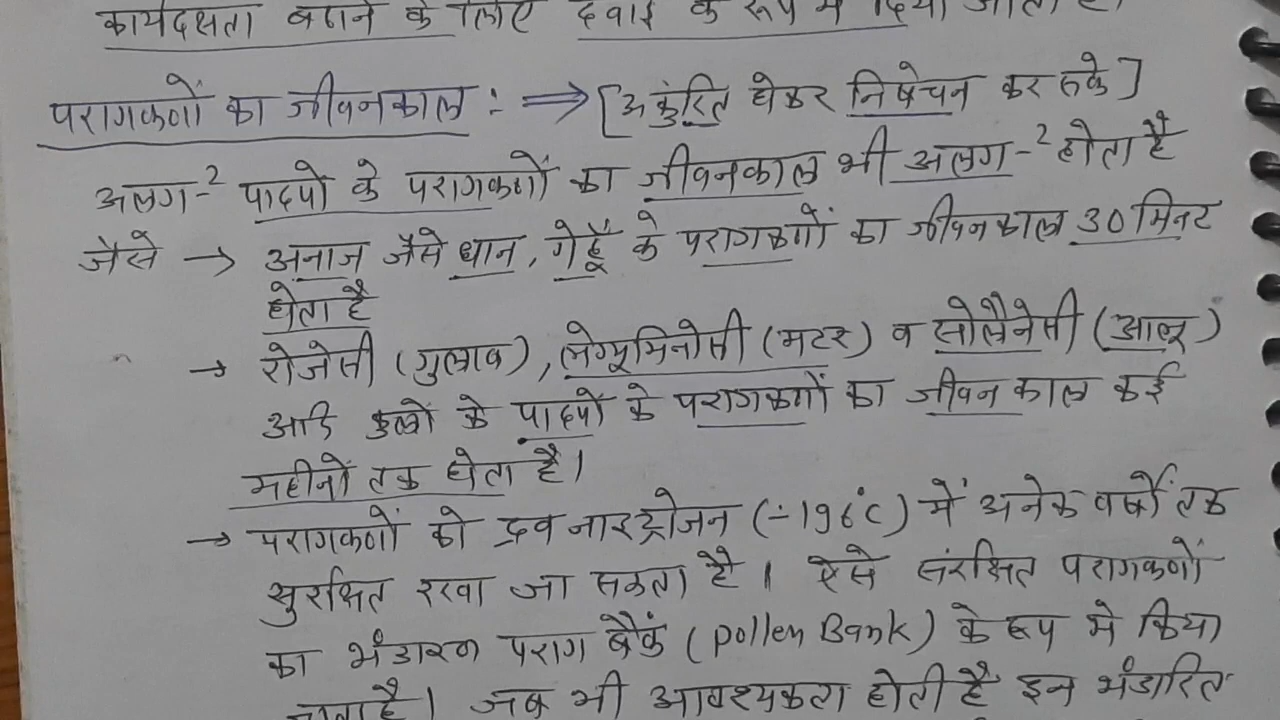 कार्यदक्षता बढाने के लिए दवाई के रूप मे दिया जाता है।
परागकणों का जीवनकाल : ⇒ [अकुंरित होकर निषेचन कर सके]
अलग-2 पादपो के परागकणों का जीवनकाल भी अलग-2 होता है
जैसे → अनाज जैसे धान, गेहूँ के परागकणों का जीवनकाल 30 मिनट
होता है
→ रोजेसी (गुलाब), लेग्यूमिनोसी (मटर) व सोलेनेसी (आलू)
आदि कुलों के पादपों के परागकणों का जीवन काल कई
महीनों तक होता है।
→ परागकणों को द्रव नाइट्रोजन (-196°C) में अनेक वर्षों तक
सुरक्षित रखा जा सकता है। ऐसे संरक्षित परागकणों
का भंडारण पराग बैंक (pollen Bank) के रूप मे किया
जाता है। जब भी आवश्यकता होती है इन भंडारित